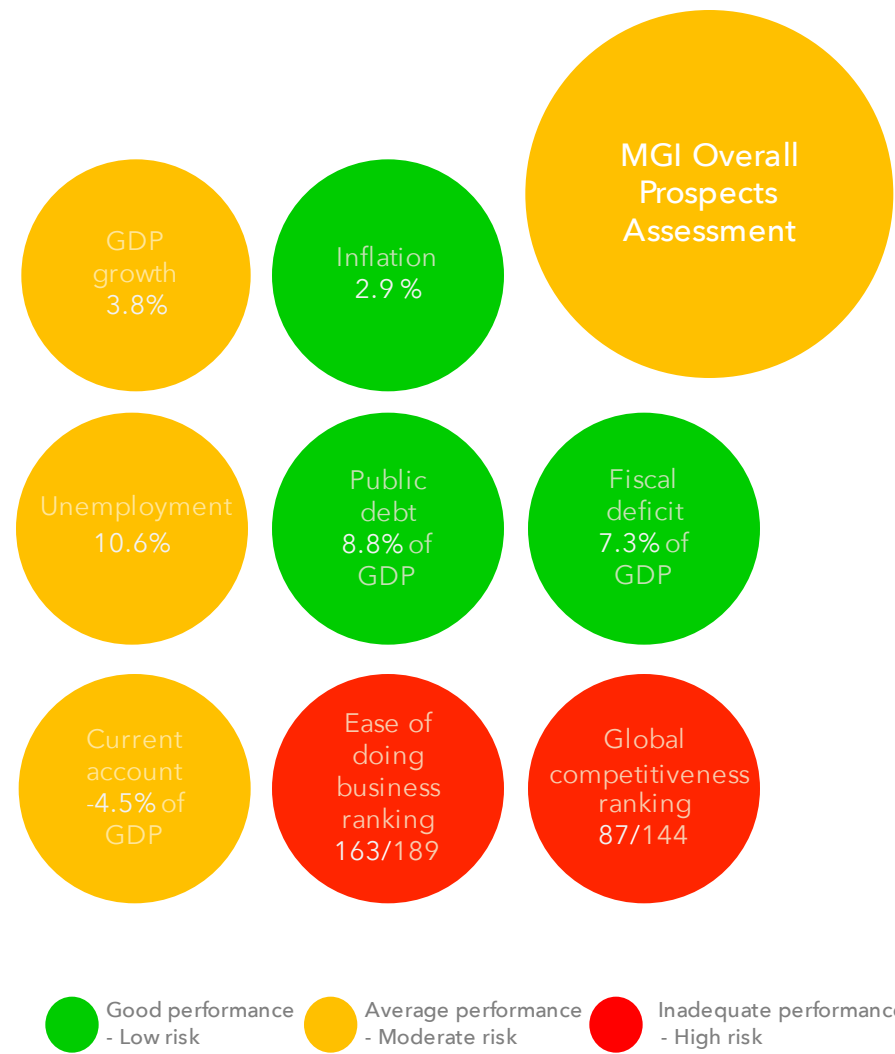 MGI Overall
Prospects
Assessment
GDP
growth
3.8%
Inflation
2.9 %
Unemployment
10.6%
Public
debt
8.8% of
GDP
Fiscal
deficit
7.3% of
GDP
Current
account
-4.5% of
GDP
Ease of
doing
business
ranking
163/189
Global
competitiveness
ranking
87/144
Good performance
- Low risk
Average performance
- Moderate risk
Inadequate performance
- High risk